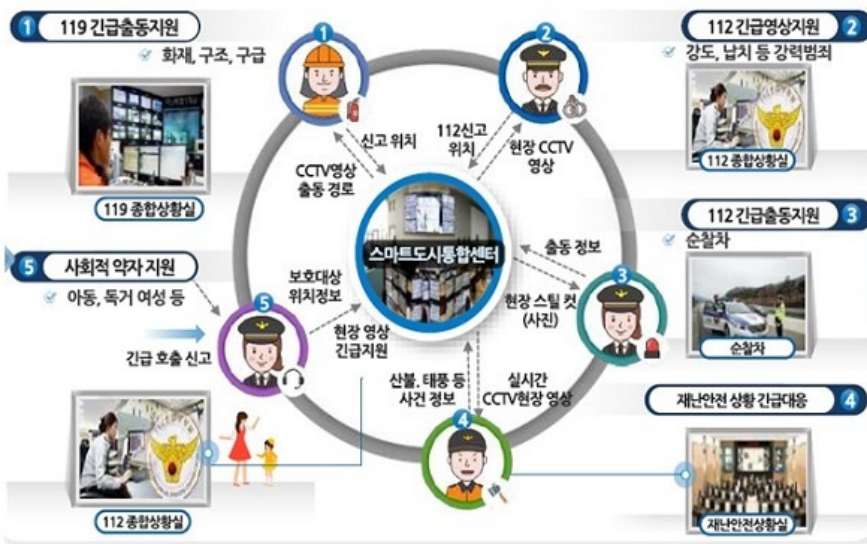 1 119 긴급출동지원
화재, 구조, 구급
119 종합상황실
1
신고 위치
CCTV영상
출동 경로
2
112신고
위치
현장 CCTV
영상
112 긴급영상지원 2
강도, 납치 등 강력범죄
112 종합상황실
스마트도시통합센터
112 긴급출동지원 3
순찰차
순찰차
출동 정보
현장 스틸 컷
(사진)
3
5 사회적 약자 지원
아동, 독거 여성 등
긴급 호출 신고
5
보호대상
위치정보
현장 영상
긴급지원
112 종합상황실
산불, 태풍 등
사건 정보
실시간
CCTV현장 영상
4
재난안전 상황 긴급대응 4
재난안전상황실